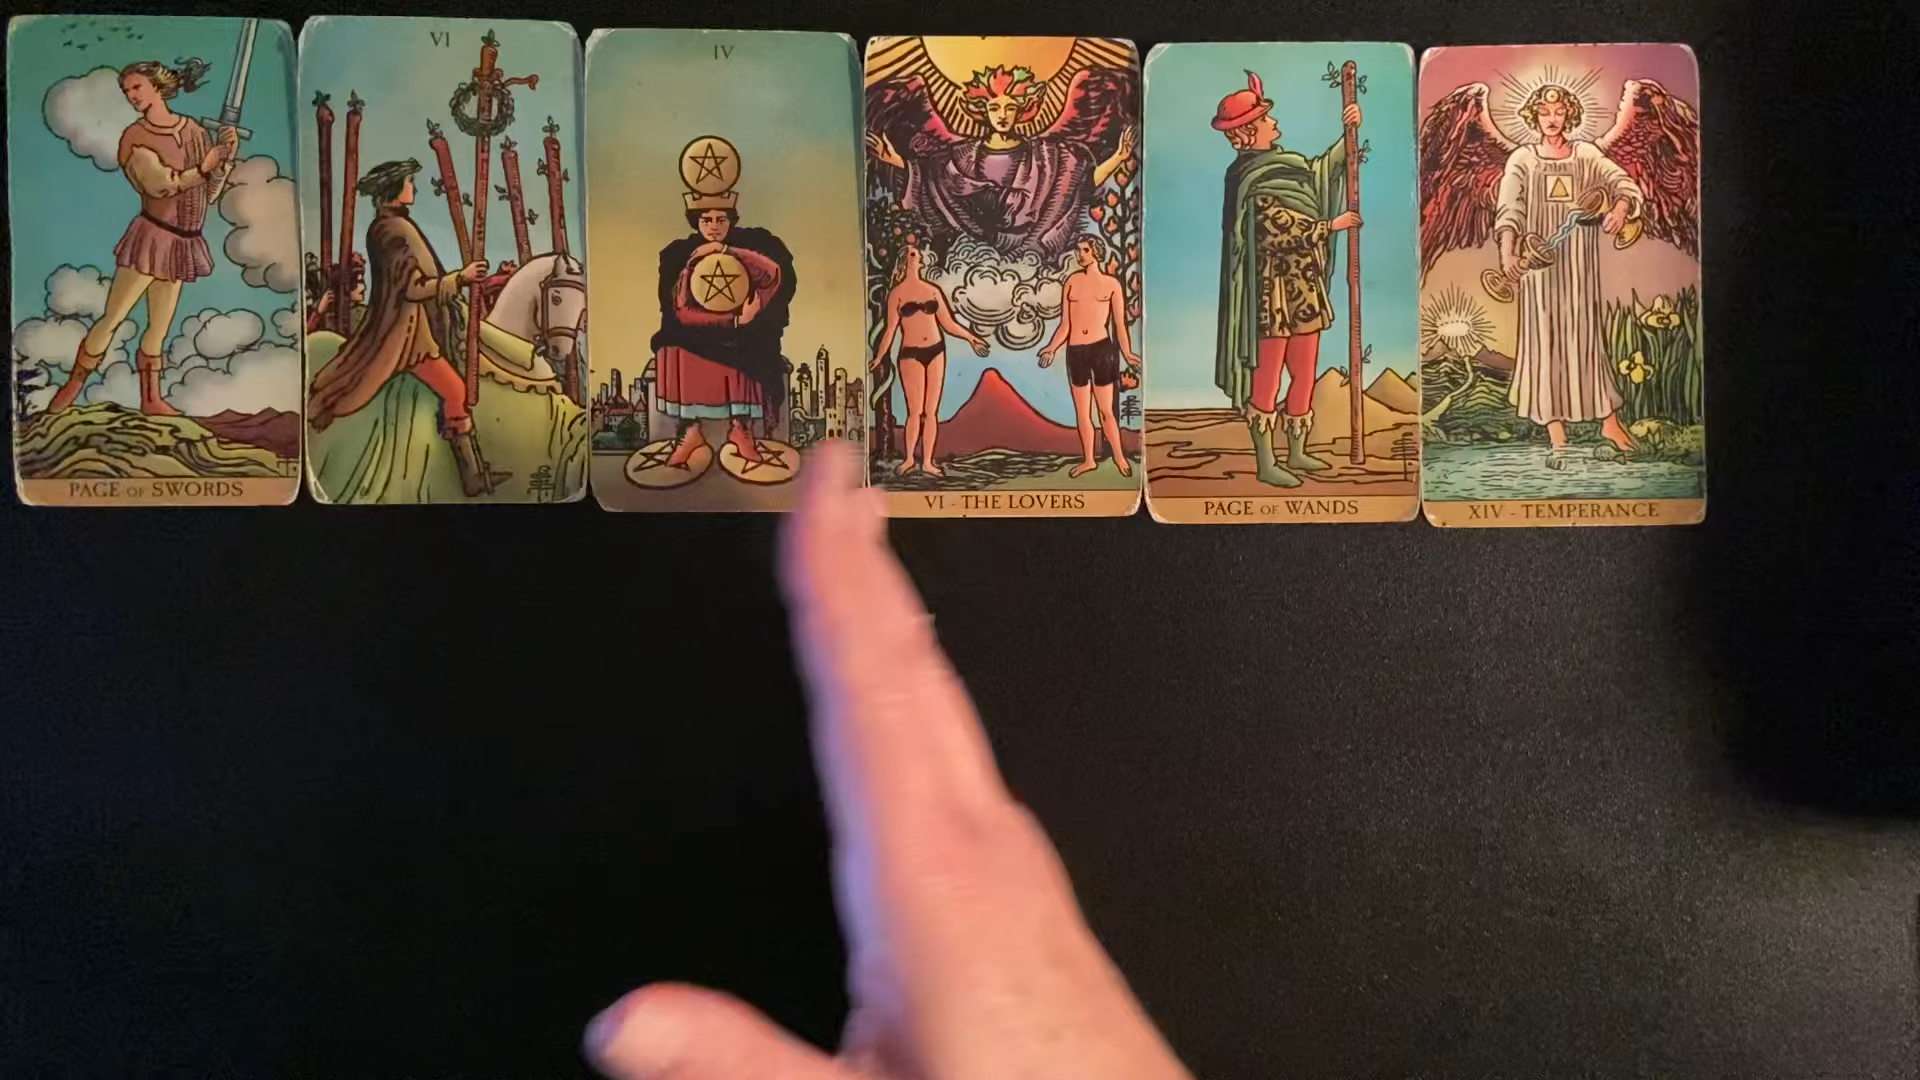 PAGE OF SWORDS
VI
IV
VI - THE LOVERS
PAGE OF WANDS
XIV - TEMPERANCE